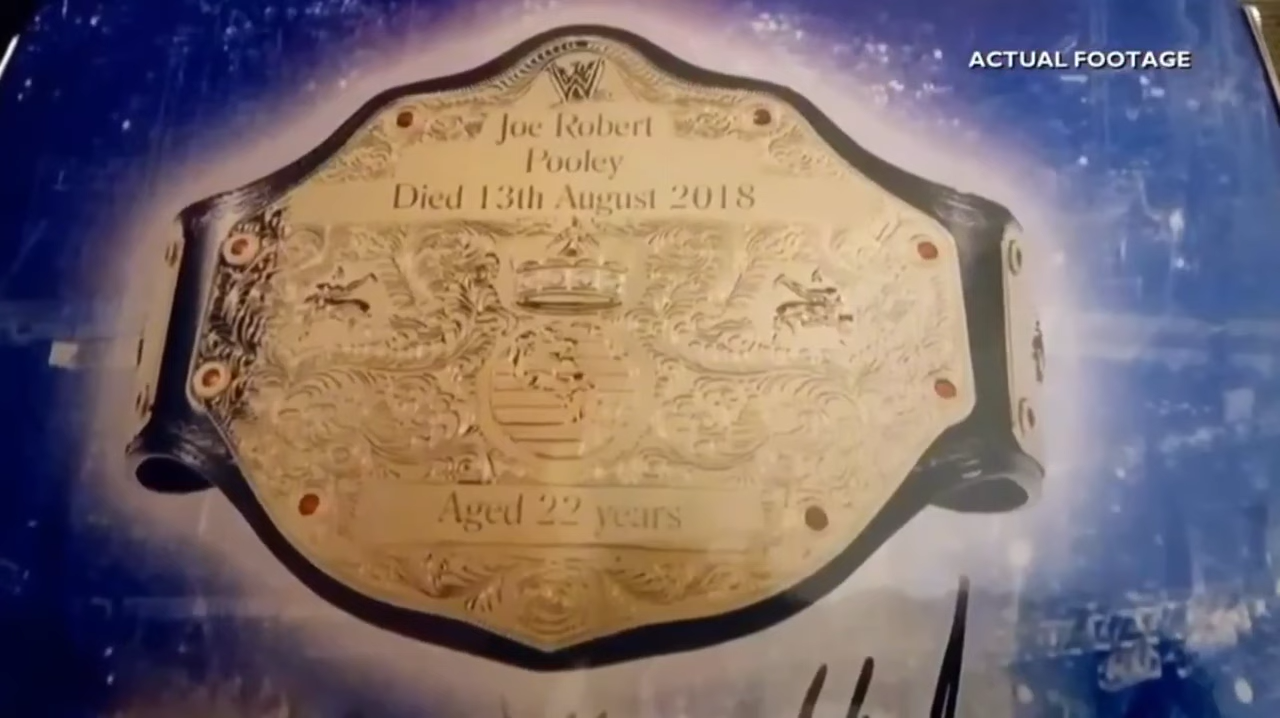 ACTUAL FOOTAGE
W
Joe Robert
Pooley
Died 13th August 2018
Aged 22 years